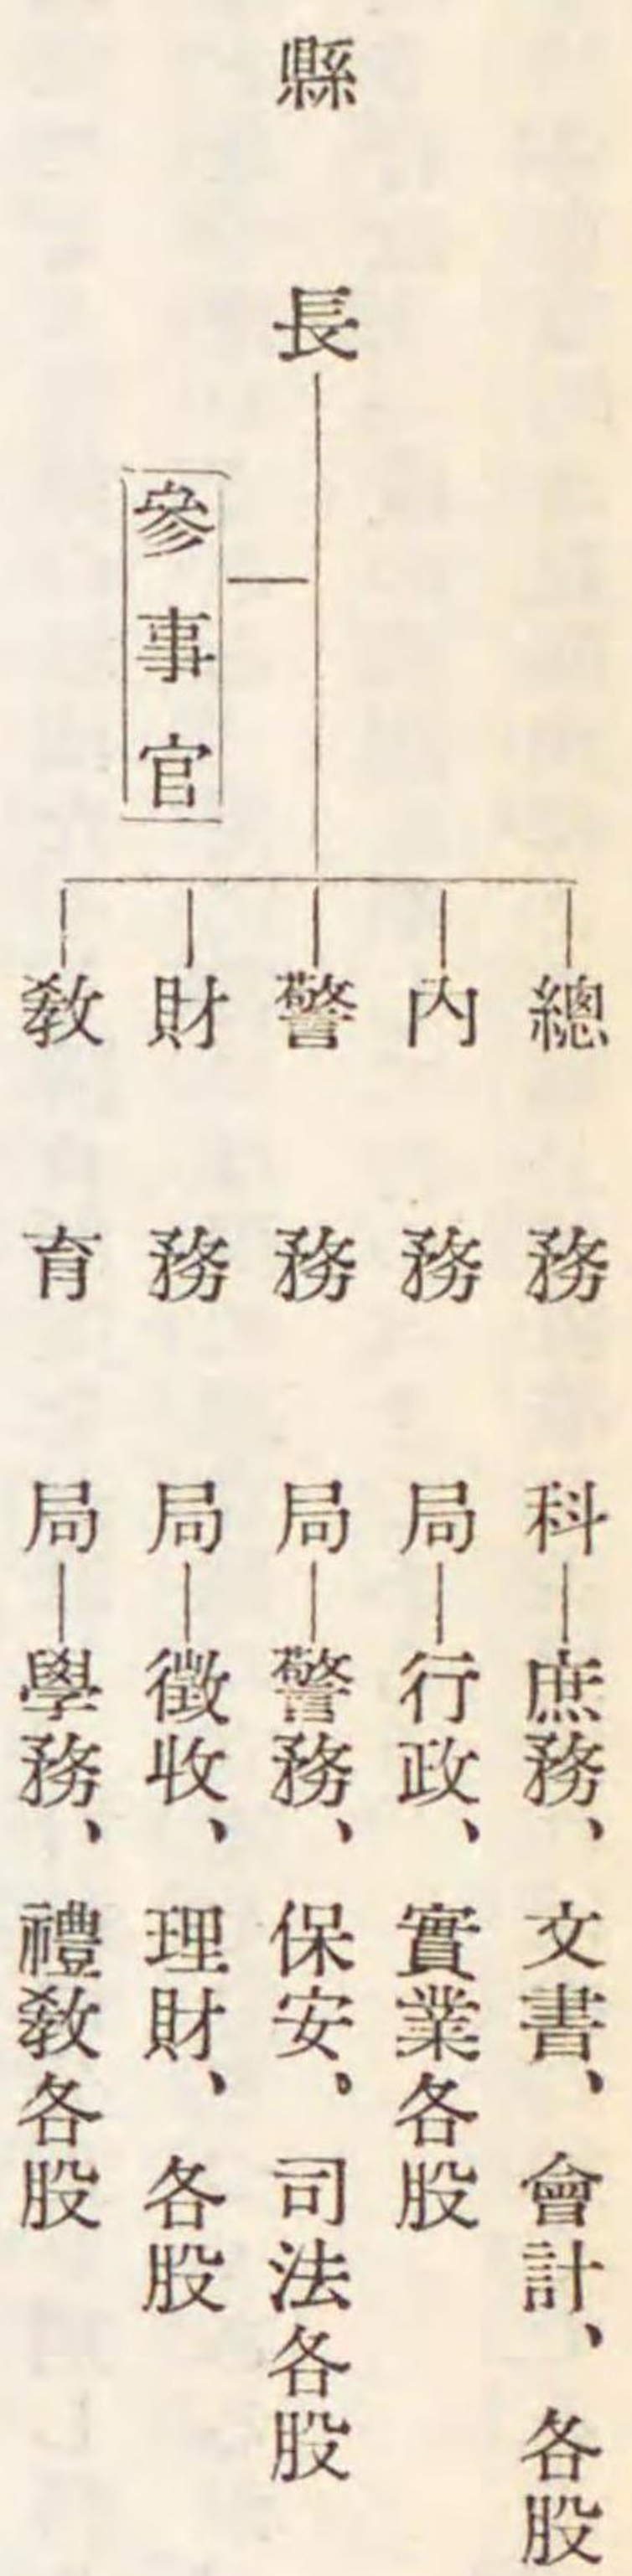 縣長
參事官
總務科―庶務、文書、會計、各股
內務局―行政、實業各股
警務局―警務、保安、司法各股
財務局―徵收、理財、各股
敎育局―學務、禮敎各股